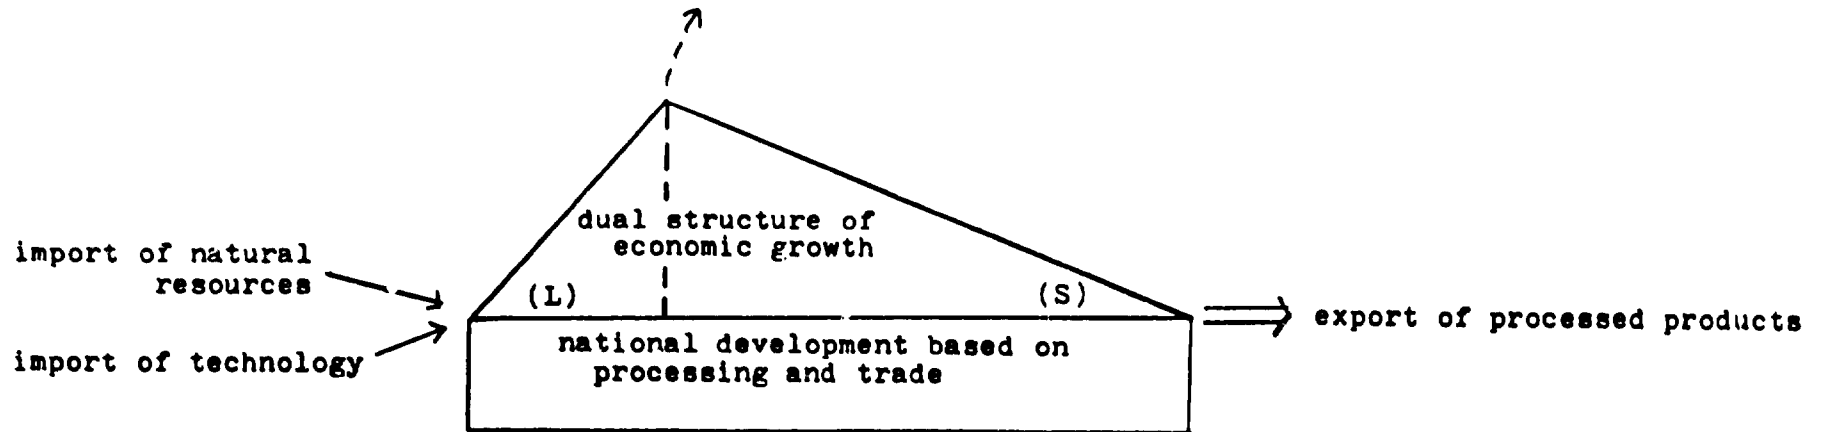 dual structure of
economic growth
import of natural
resources
(L)
(S)
export of processed products
import of technology
national development based on
processing and trade